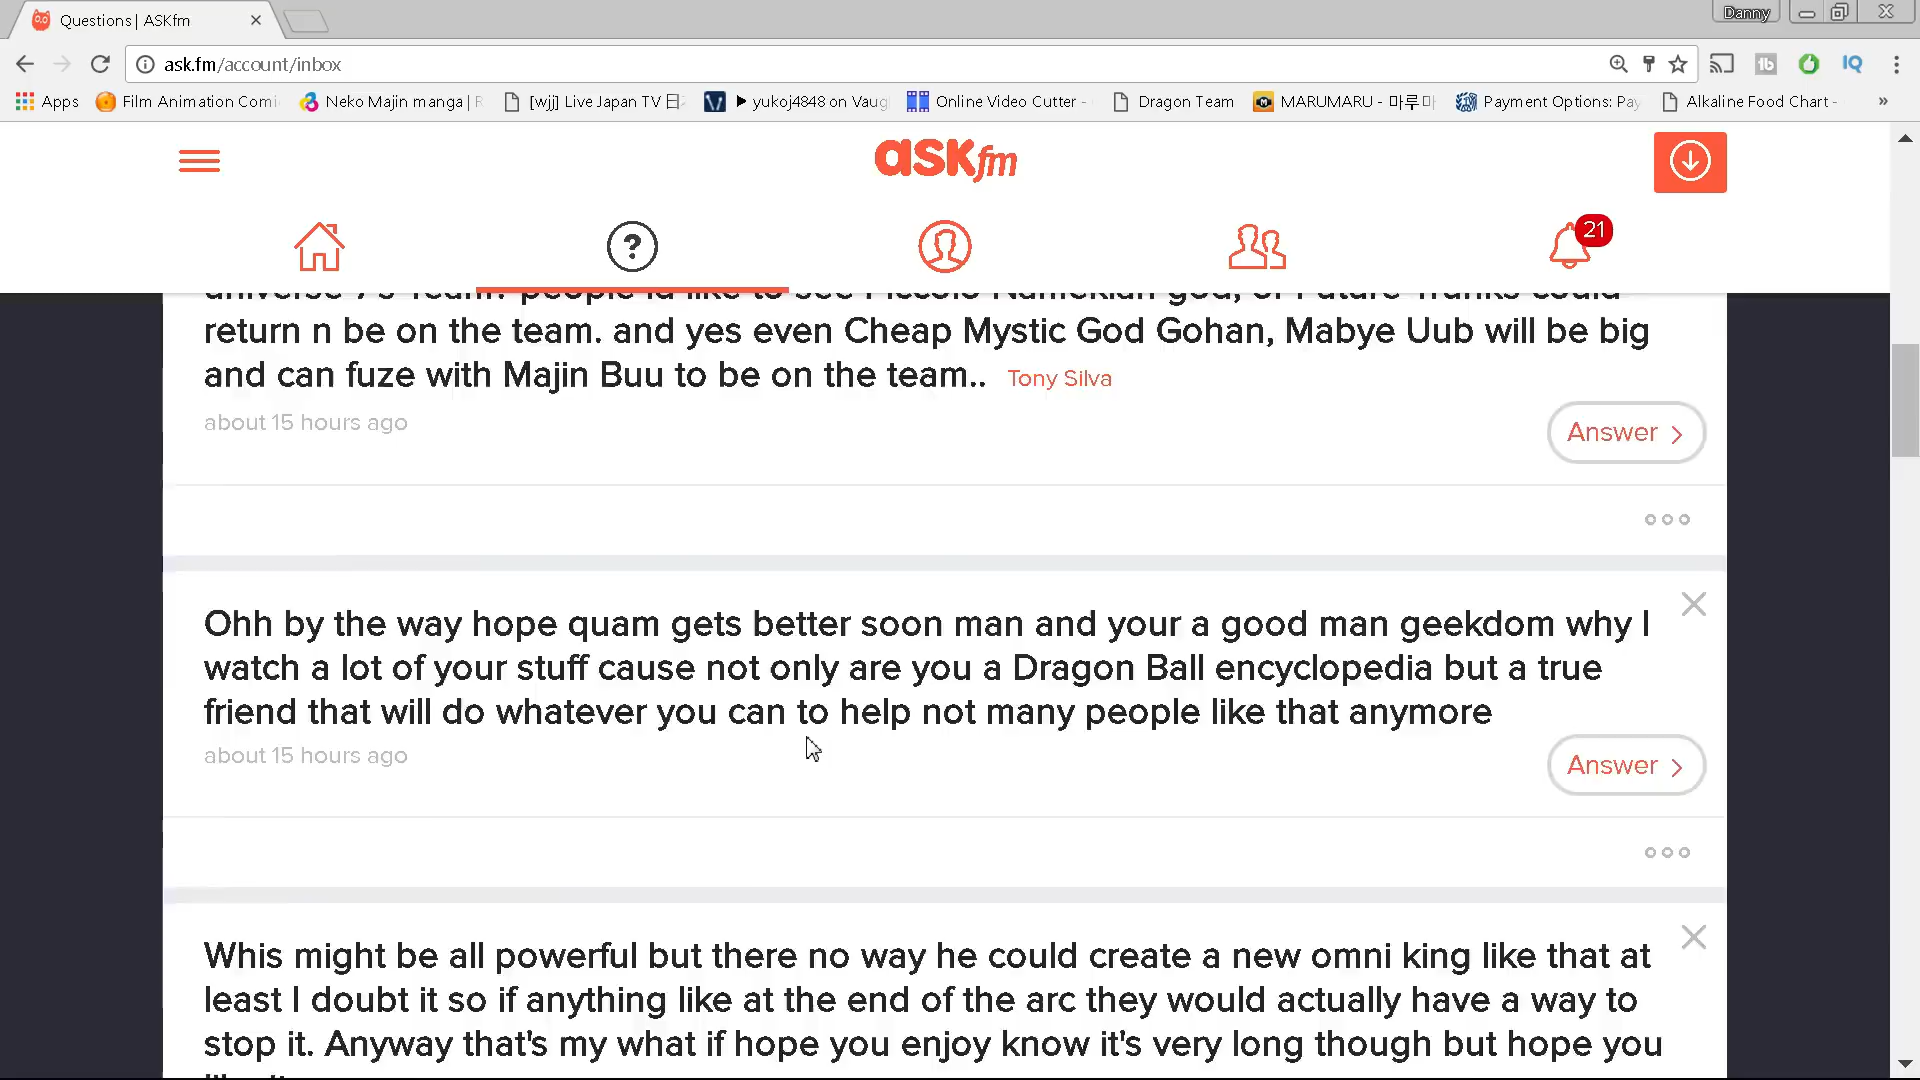 Questions | ASKfm
Danny
ask.fm/account/inbox
Apps
Film Animation Comi
Neko Majin manga | R
[wjj] Live Japan TV 日
▶ yukoj4848 on Vaug
Online Video Cutter -
Dragon Team
MARUMARU - 마루마
Payment Options: Pay
Alkaline Food Chart -
»
ASKfm
?
21
return n be on the team. and yes even Cheap Mystic God Gohan, Mabye Uub will be big
and can fuze with Majin Buu to be on the team.. Tony Silva
about 15 hours ago
Answer
Ohh by the way hope quam gets better soon man and your a good man geekdom why I
watch a lot of your stuff cause not only are you a Dragon Ball encyclopedia but a true
friend that will do whatever you can to help not many people like that anymore
about 15 hours ago
Answer
Whis might be all powerful but there no way he could create a new omni king like that at
least I doubt it so if anything like at the end of the arc they would actually have a way to
stop it. Anyway that's my what if hope you enjoy know it's very long though but hope you